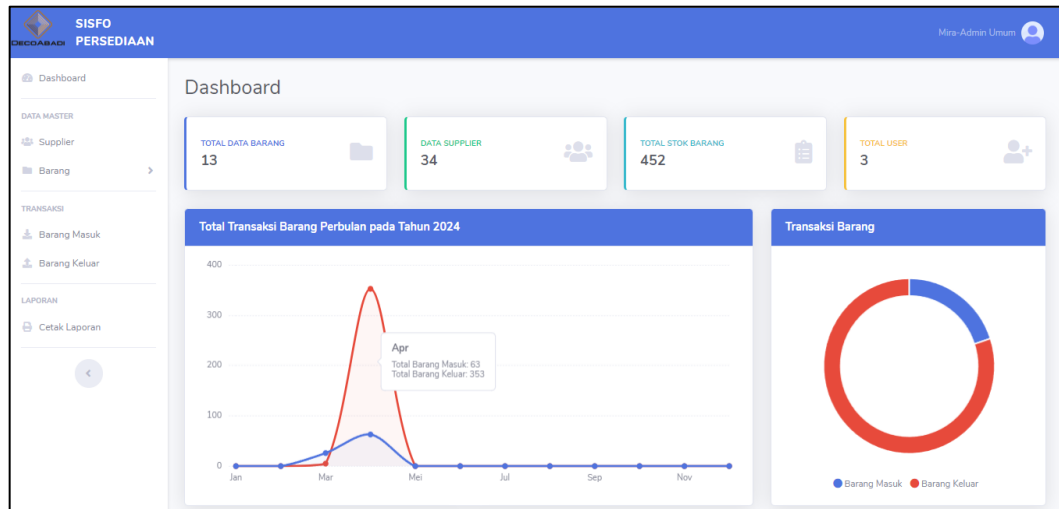 SISFO
PERSEDIAAN
DECOABADI
Mira-Admin Umum
Dashboard
DATA MASTER
Supplier
Barang
TRANSAKSI
Barang Masuk
Barang Keluar
LAPORAN
Cetak Laporan
Dashboard
TOTAL DATA BARANG
13
DATA SUPPLIER
34
TOTAL STOK BARANG
452
TOTAL USER
3
Total Transaksi Barang Perbulan pada Tahun 2024
400
300
200
100
0
Jan Mar Mei Jul Sep Nov
Apr
Total Barang Masuk: 63
Total Barang Keluar: 353
Transaksi Barang
Barang Masuk Barang Keluar